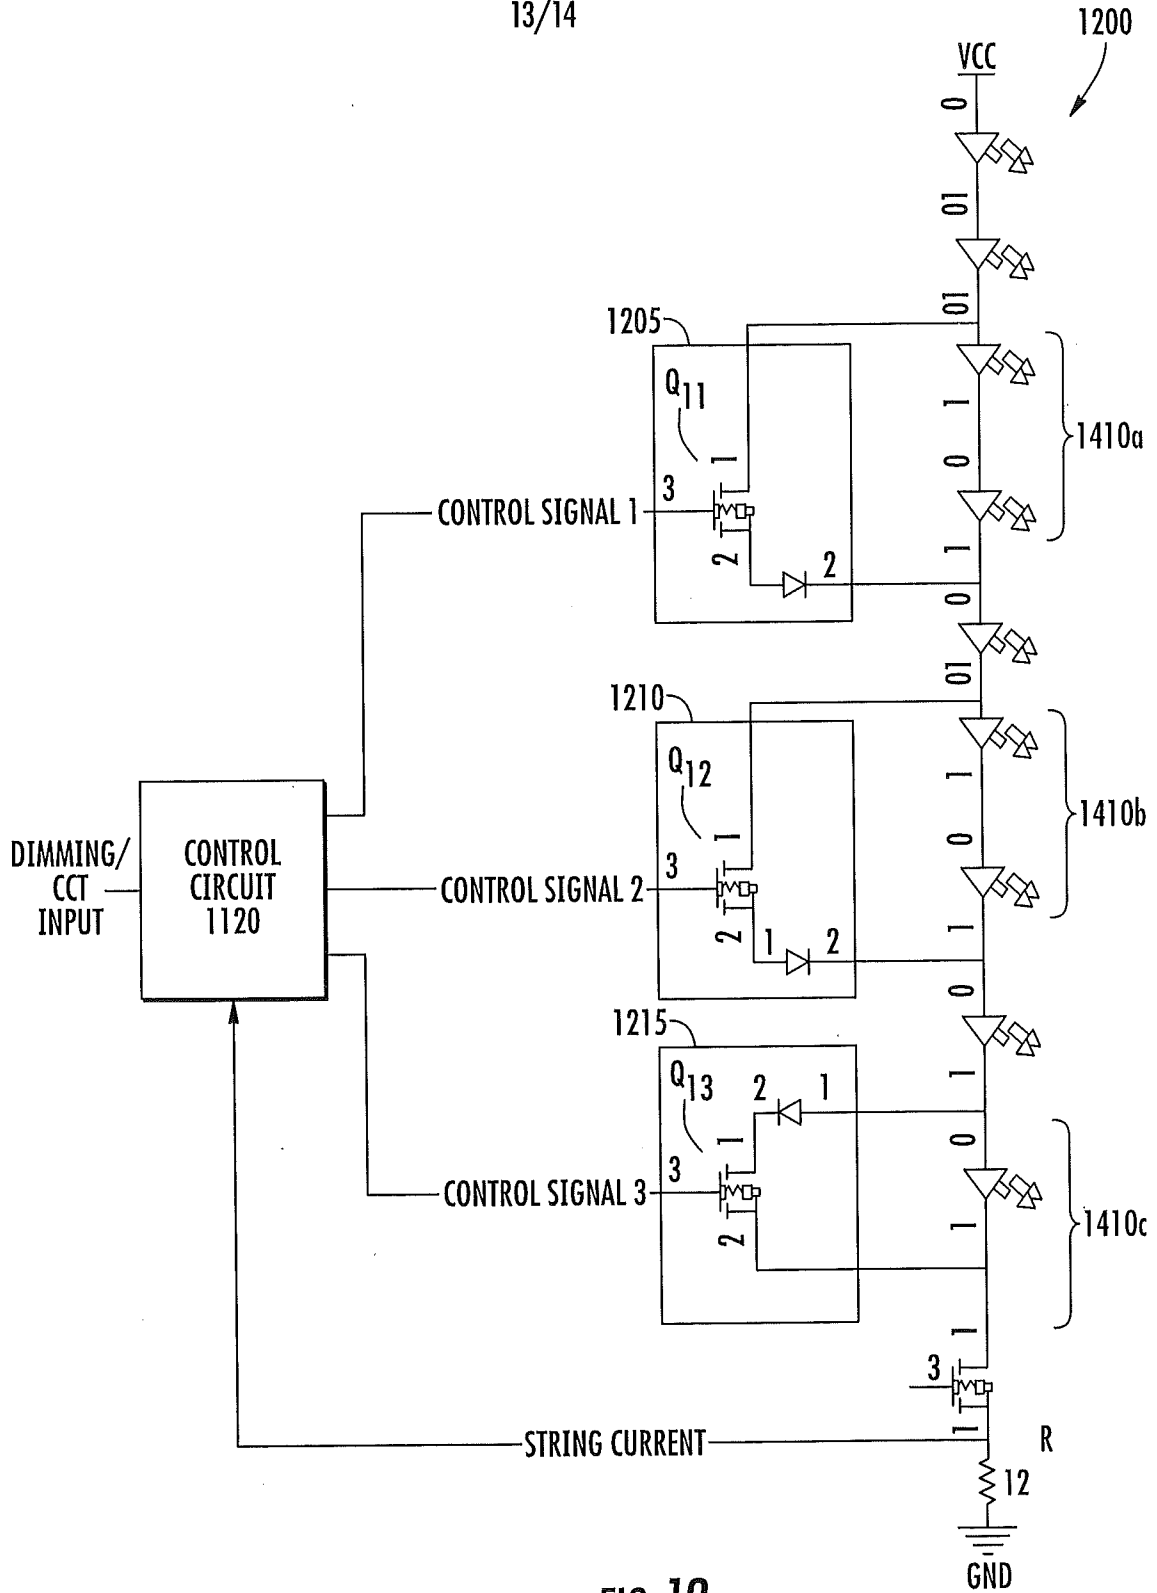 13/14
1200
VCC
0
01
01
1205
Q11
1
3
CONTROL SIGNAL 1
2
2
1
0
1410a
1
0
01
1210
Q12
1
3
CONTROL SIGNAL 2
2
1
2
1
0
1410b
1
0
DIMMING/
CCT
INPUT
CONTROL
CIRCUIT
1120
1215
Q13
2
1
1
3
CONTROL SIGNAL 3
2
1
0
1410c
1
1
3
1
STRING CURRENT
R
12
GND